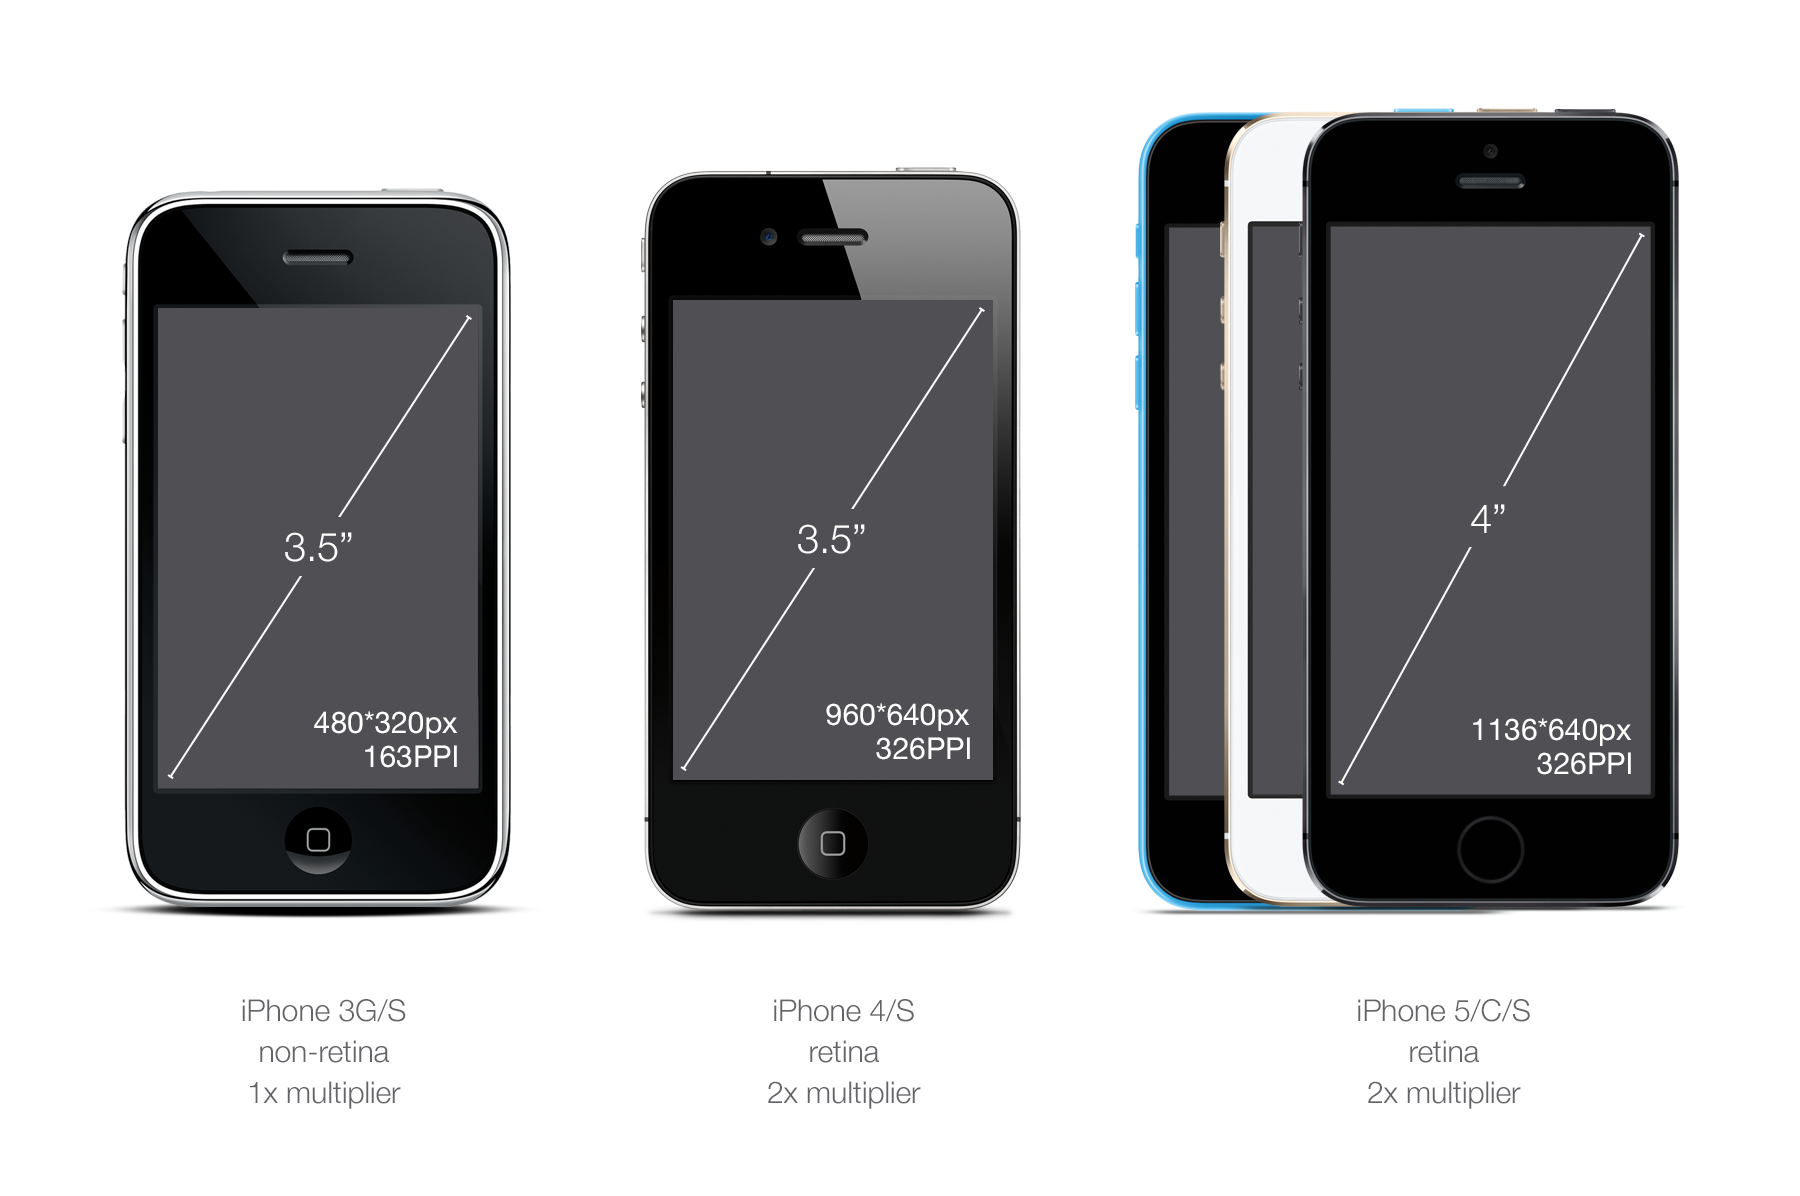 3.5”
480*320px
163PPI
iPhone 3G/S
non-retina
1x multiplier
3.5”
960*640px
326PPI
iPhone 4/S
retina
2x multiplier
4”
1136*640px
326PPI
iPhone 5/C/S
retina
2x multiplier